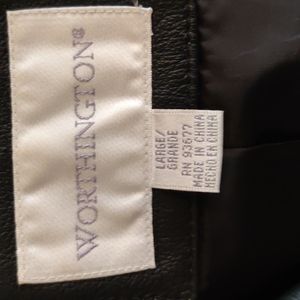 WORTHINGTON®
LARGE/
GRANDE
RN 93677
MADE IN CHINA
HECHO EN CHINA